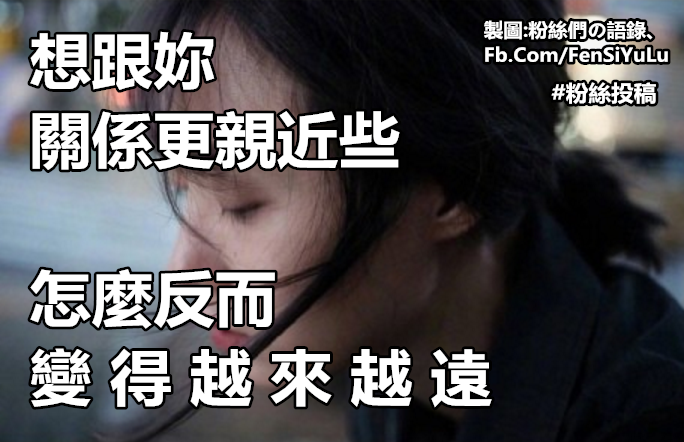 製圖:粉絲們の語錄、
Fb.Com/FenSiYuLu
#粉絲投稿
想跟妳
關係更親近些
怎麼反而
變得越來越遠